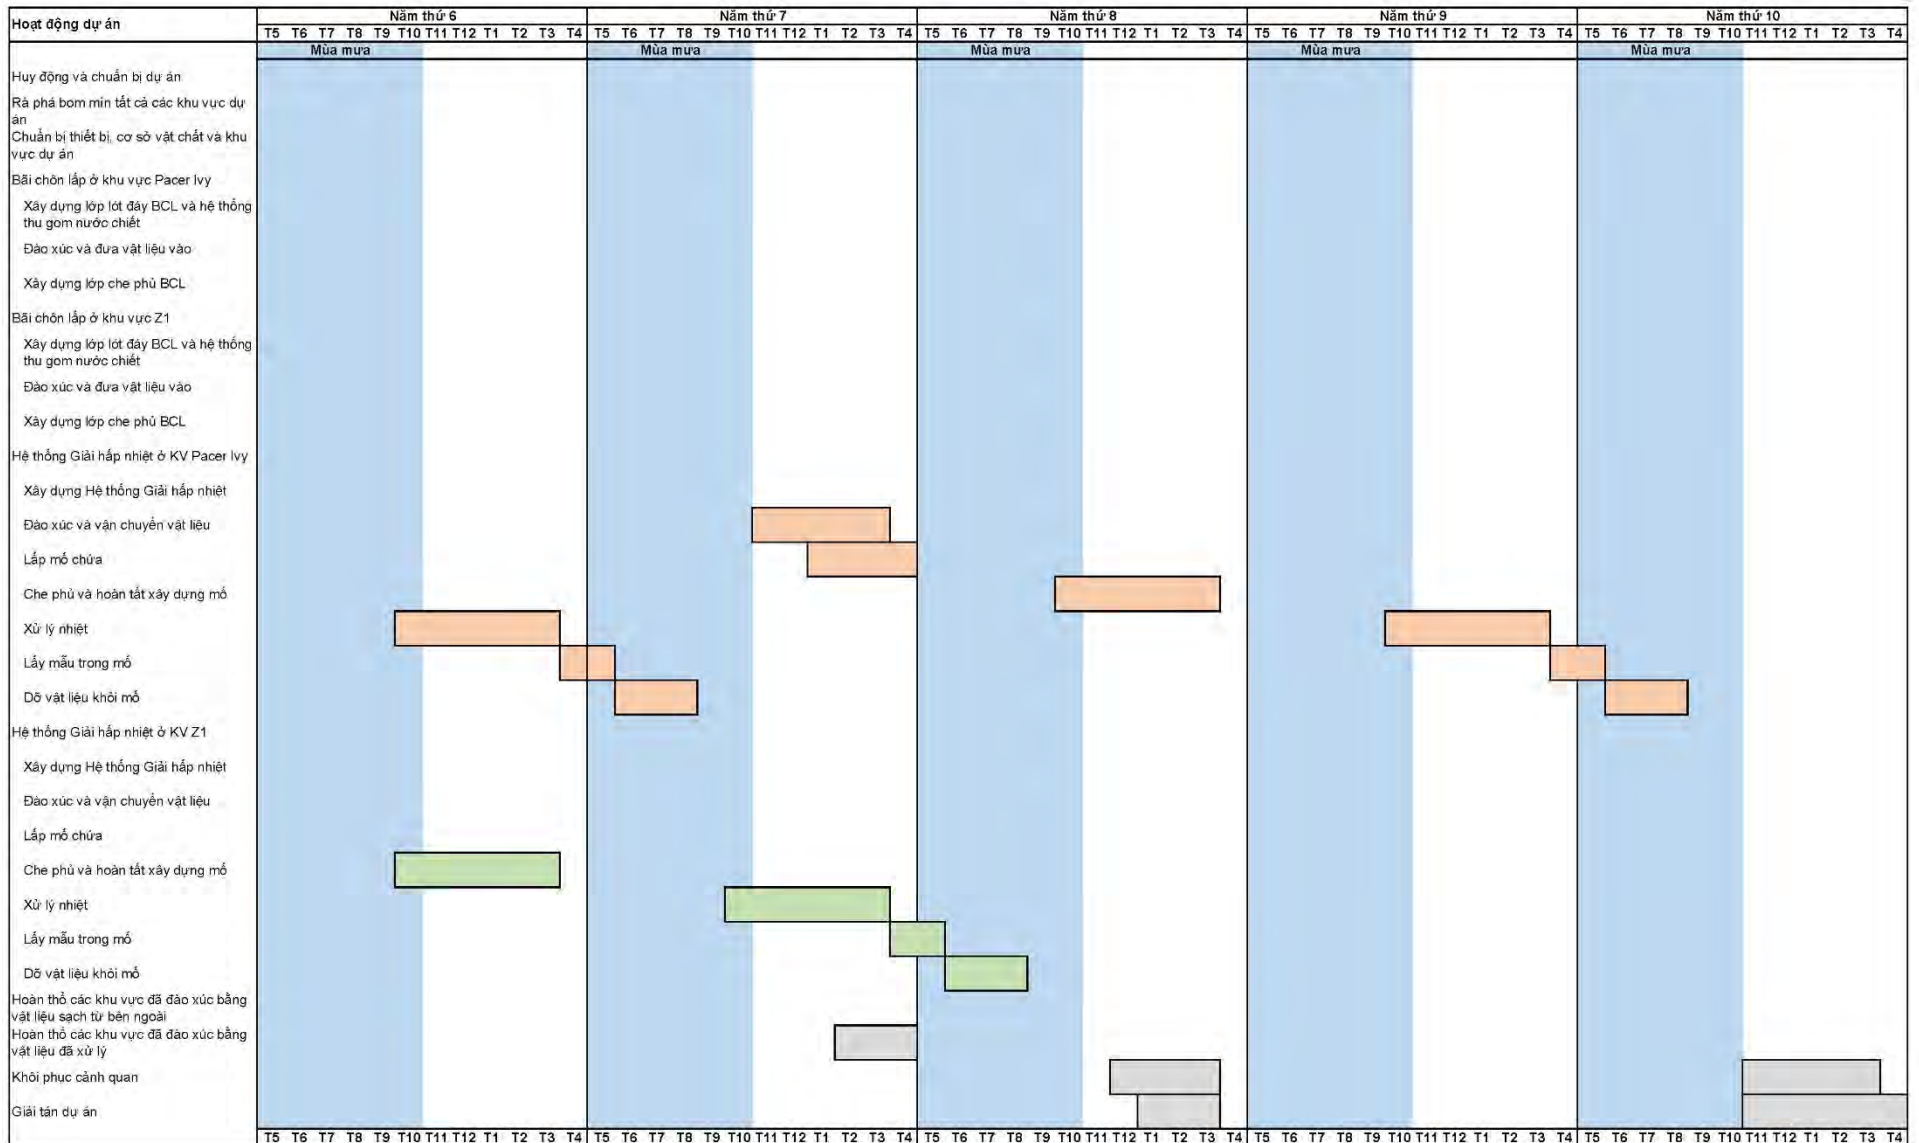 Hoạt động dự án
Năm thứ 6 Năm thứ 7 Năm thứ 8 Năm thứ 9 Năm thứ 10
T5 T6 T7 T8 T9 T10 T11 T12 T1 T2 T3 T4 T5 T6 T7 T8 T9 T10 T11 T12 T1 T2 T3 T4 T5 T6 T7 T8 T9 T10 T11 T12 T1 T2 T3 T4 T5 T6 T7 T8 T9 T10 T11 T12 T1 T2 T3 T4 T5 T6 T7 T8 T9 T10 T11 T12 T1 T2 T3 T4
Mùa mưa Mùa mưa Mùa mưa Mùa mưa Mùa mưa
Huy động và chuẩn bị dự án
Rà phá bom mìn tất cả các khu vực dự
án
Chuẩn bị thiết bị, cơ sở vật chất và khu
vực dự án
Bãi chôn lấp ở khu vực Pacer Ivy
Xây dựng lớp lót đáy BCL và hệ thống
thu gom nước chiết
Đào xúc và đưa vật liệu vào
Xây dựng lớp che phủ BCL
Bãi chôn lấp ở khu vực Z1
Xây dựng lớp lót đáy BCL và hệ thống
thu gom nước chiết
Đào xúc và đưa vật liệu vào
Xây dựng lớp che phủ BCL
Hệ thống Giải hấp nhiệt ở KV Pacer Ivy
Xây dựng Hệ thống Giải hấp nhiệt
Đào xúc và vận chuyển vật liệu
Lấp mố chứa
Che phủ và hoàn tất xây dựng mố
Xử lý nhiệt
Lấy mẫu trong mố
Dỡ vật liệu khỏi mố
Hệ thống Giải hấp nhiệt ở KV Z1
Xây dựng Hệ thống Giải hấp nhiệt
Đào xúc và vận chuyển vật liệu
Lấp mố chứa
Che phủ và hoàn tất xây dựng mố
Xử lý nhiệt
Lấy mẫu trong mố
Dỡ vật liệu khỏi mố
Hoàn thổ các khu vực đã đào xúc bằng
vật liệu sạch từ bên ngoài
Hoàn thổ các khu vực đã đào xúc bằng
vật liệu đã xử lý
Khôi phục cảnh quan
Giải tán dự án
T5 T6 T7 T8 T9 T10 T11 T12 T1 T2 T3 T4 T5 T6 T7 T8 T9 T10 T11 T12 T1 T2 T3 T4 T5 T6 T7 T8 T9 T10 T11 T12 T1 T2 T3 T4 T5 T6 T7 T8 T9 T10 T11 T12 T1 T2 T3 T4 T5 T6 T7 T8 T9 T10 T11 T12 T1 T2 T3 T4